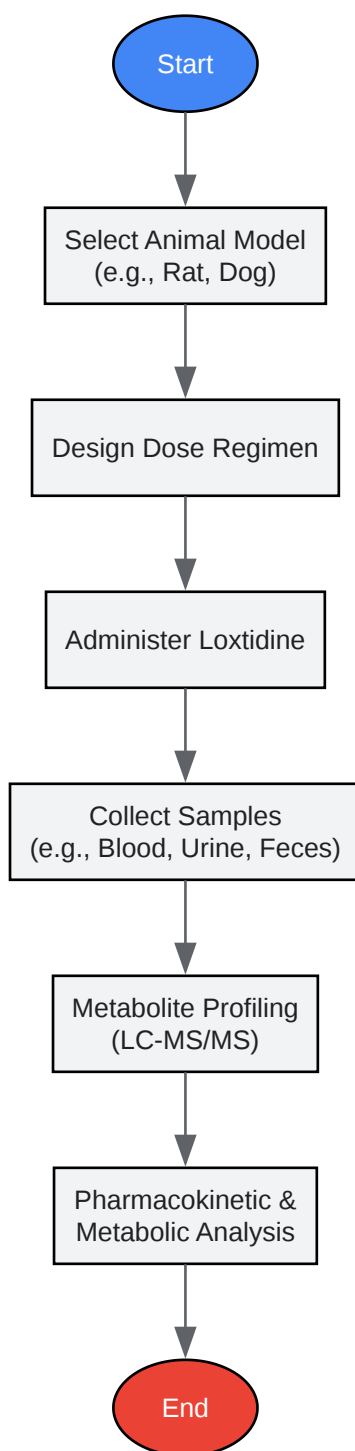 Start
Select Animal Model
(e.g., Rat, Dog)
Design Dose Regimen
Administer Loxtidine
Collect Samples
(e.g., Blood, Urine, Feces)
Metabolite Profiling
(LC-MS/MS)
Pharmacokinetic &
Metabolic Analysis
End